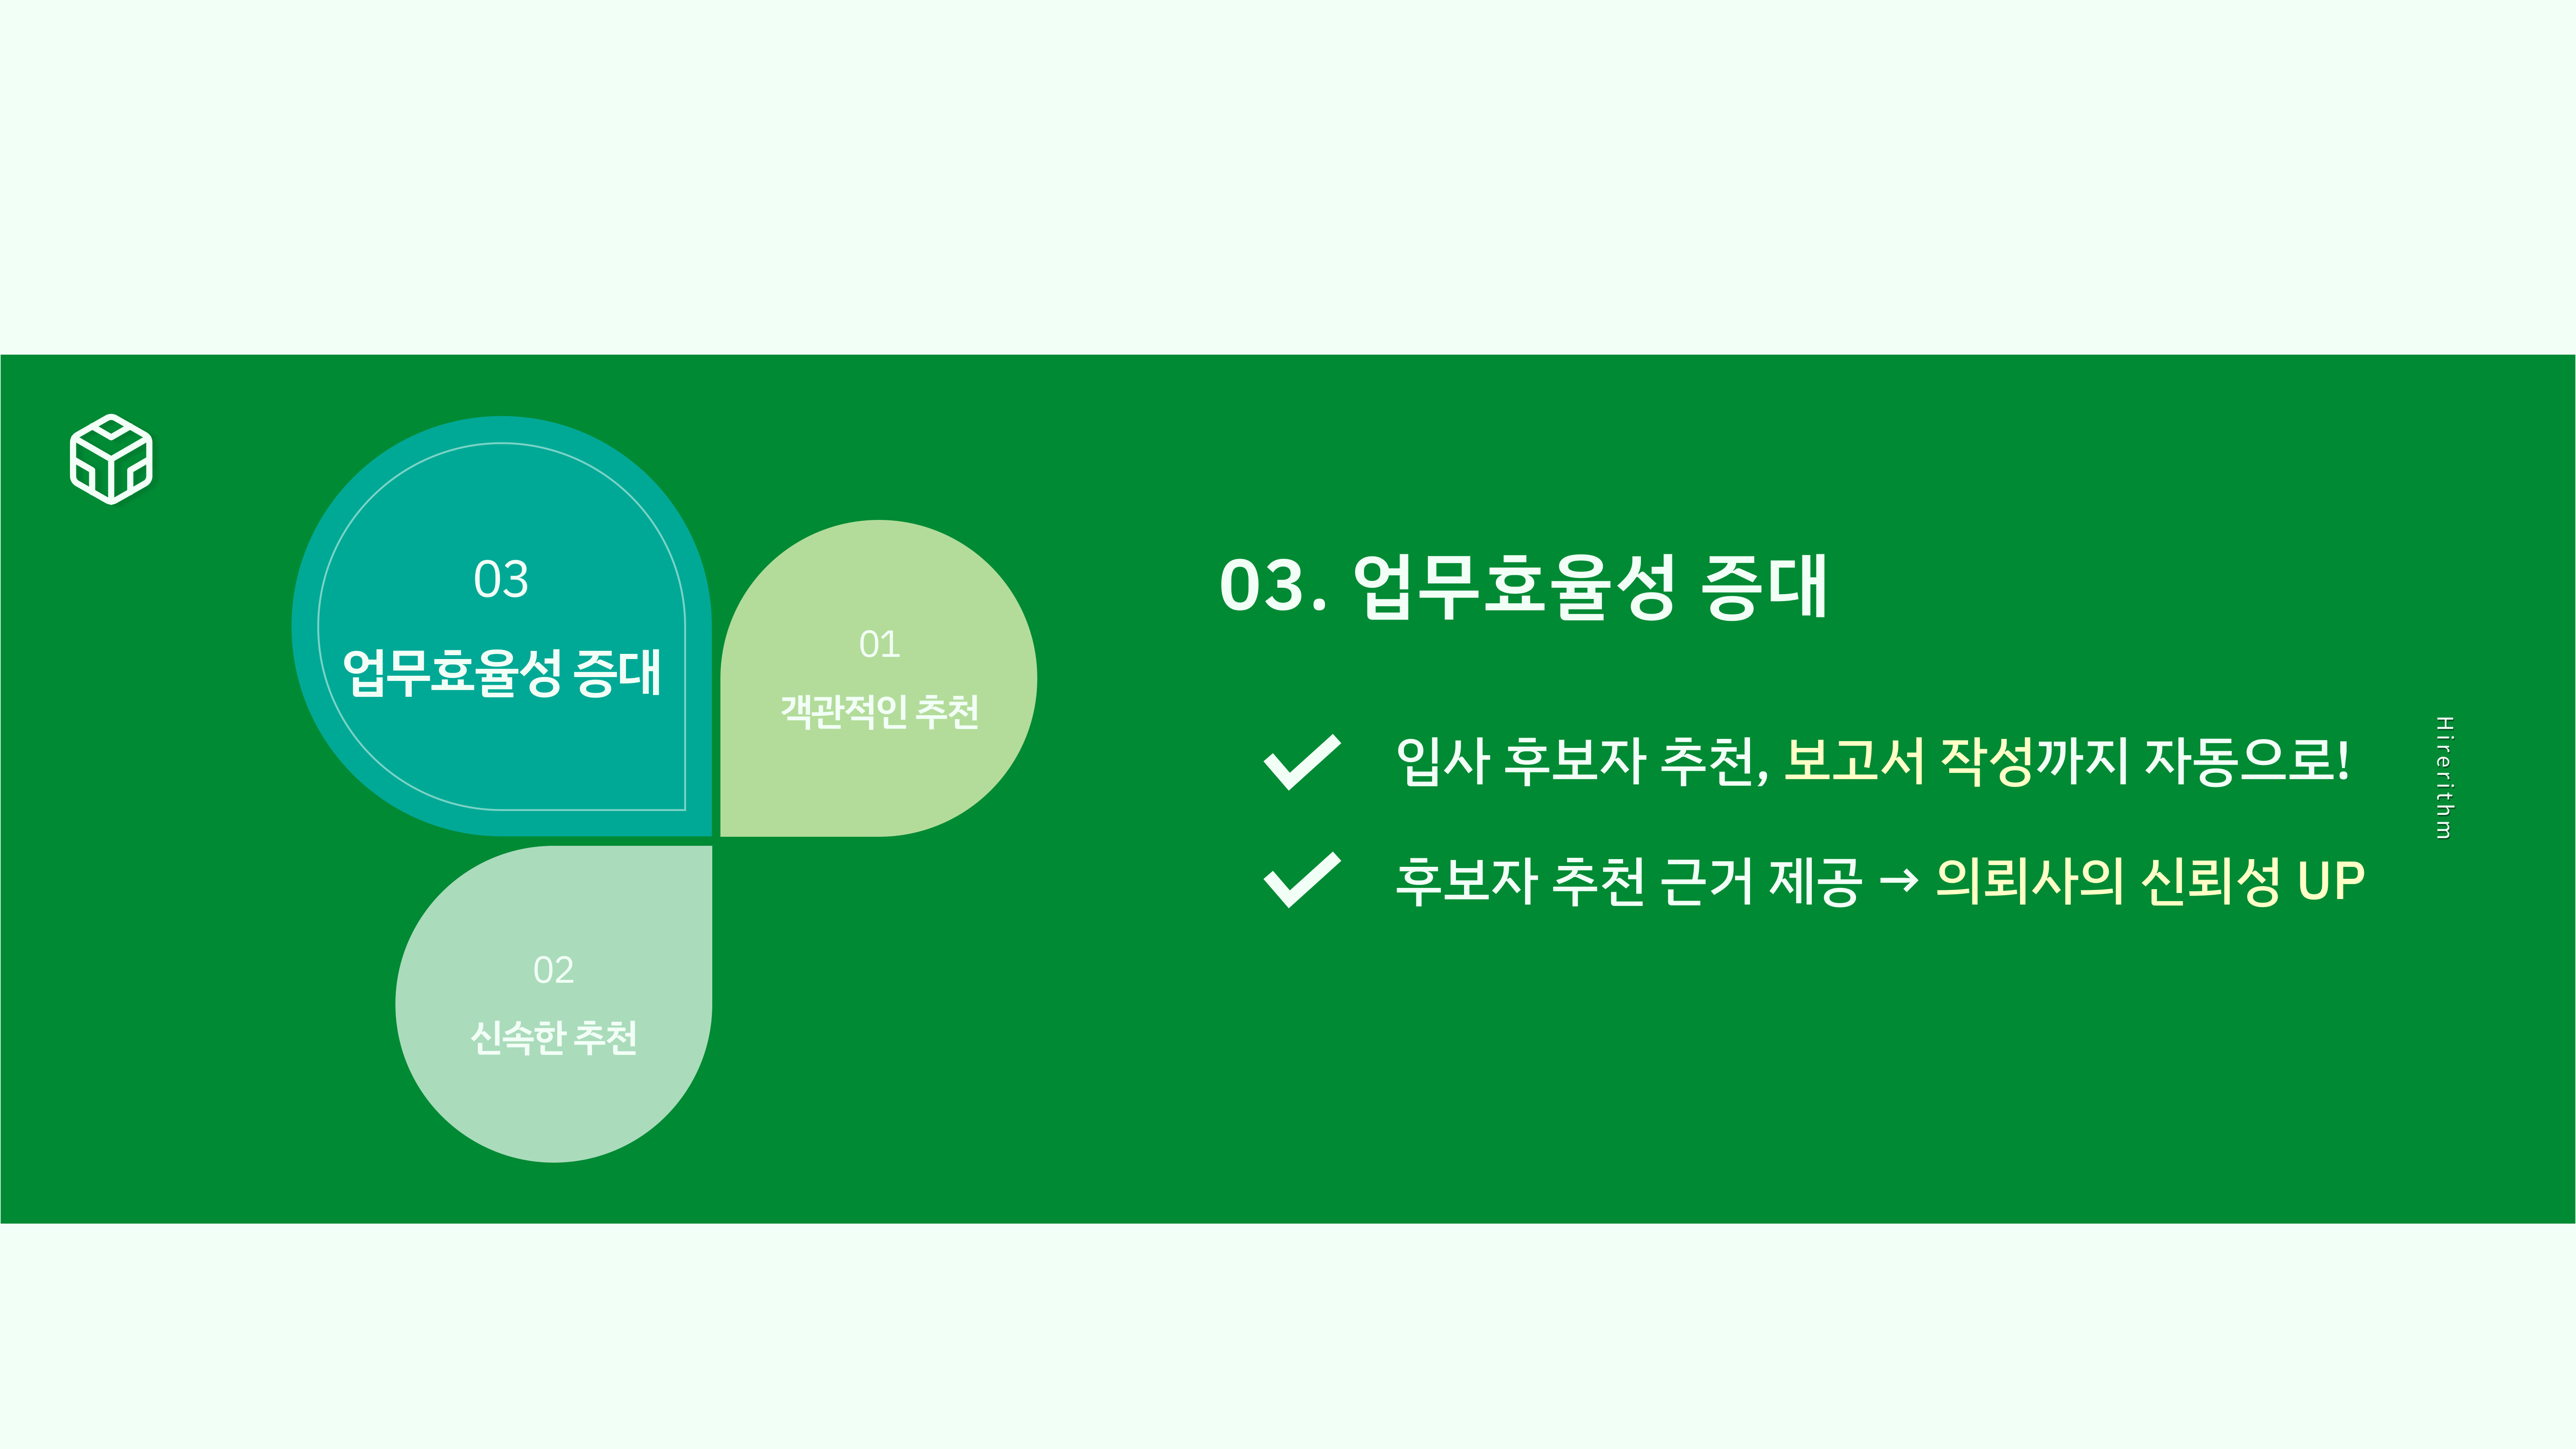 03
업무효율성 증대
01
객관적인 추천
02
신속한 추천
03. 업무효율성 증대
입사 후보자 추천, 보고서 작성까지 자동으로!
후보자 추천 근거 제공 → 의뢰사의 신뢰성 UP
Hirerithm